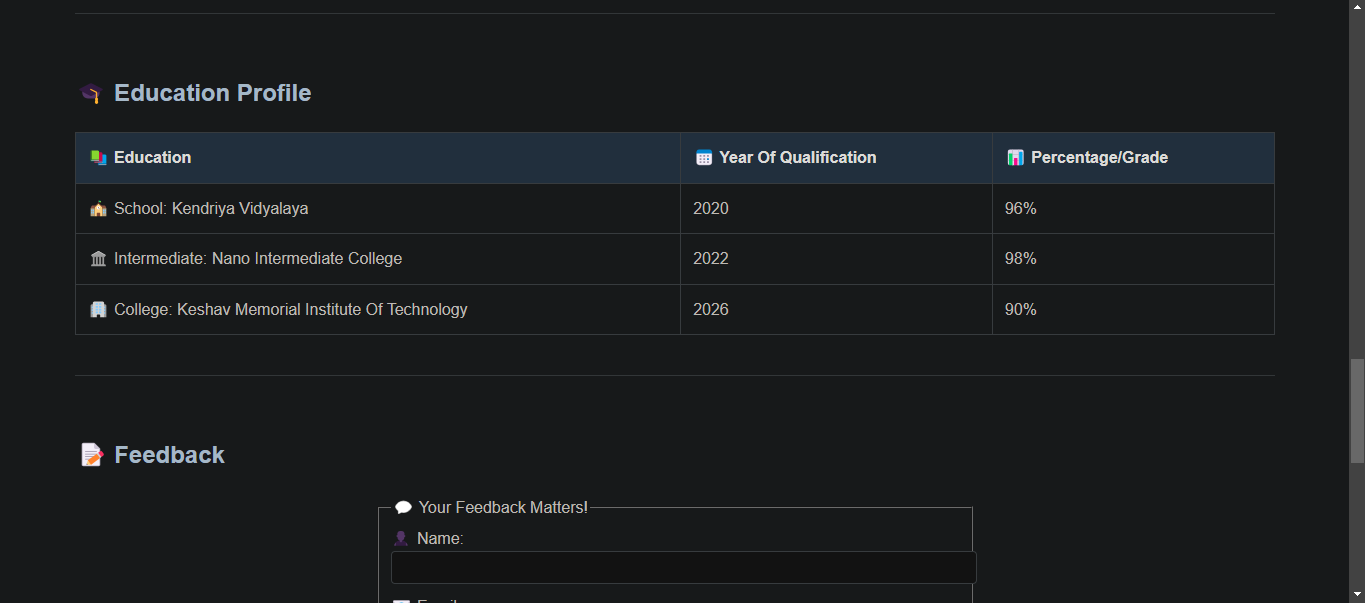 Education Profile
Education Year Of Qualification Percentage/Grade
School: Kendriya Vidyalaya 2020 96%
Intermediate: Nano Intermediate College 2022 98%
College: Keshav Memorial Institute Of Technology 2026 90%
Feedback
Your Feedback Matters!
Name: